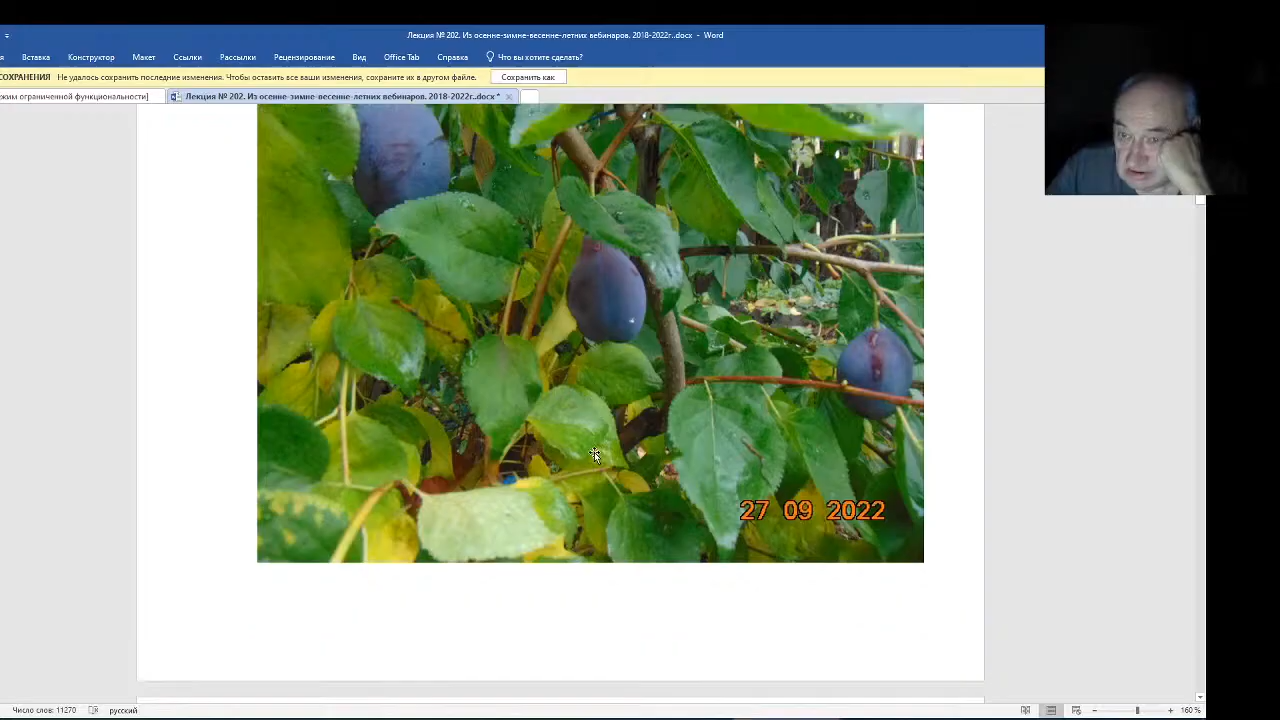 Лекция № 202. Из осенне-зимне-весенне-летних вебинаров. 2018-2022г..docx - Word
Вставка Конструктор Макет Ссылки Рассылки Рецензирование Вид Office Tab Справка Что вы хотите сделать?
СОХРАНЕНИЯ Не удалось сохранить последние изменения. Чтобы оставить все ваши изменения, сохраните их в другом файле. Сохранить как
жим ограниченной функциональности] Лекция № 202. Из осенне-зимне-весенне-летних вебинаров. 2018-2022г..docx *
27 09 2022
Число слов: 11270 русский 160 %